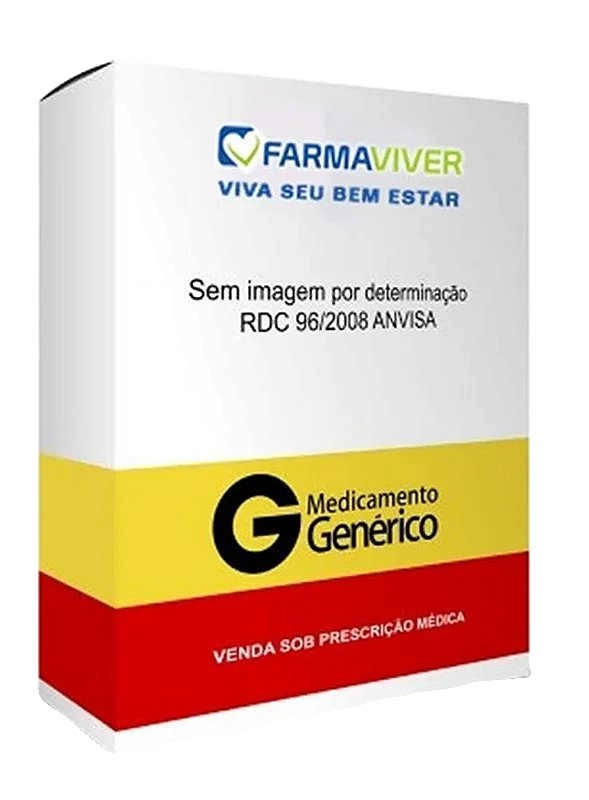 FARMAVIVER
VIVA SEU BEM ESTAR
Sem imagem por determinação
RDC 96/2008 ANVISA
G Medicamento
Genérico
VENDA SOB PRESCRIÇÃO MÉDICA